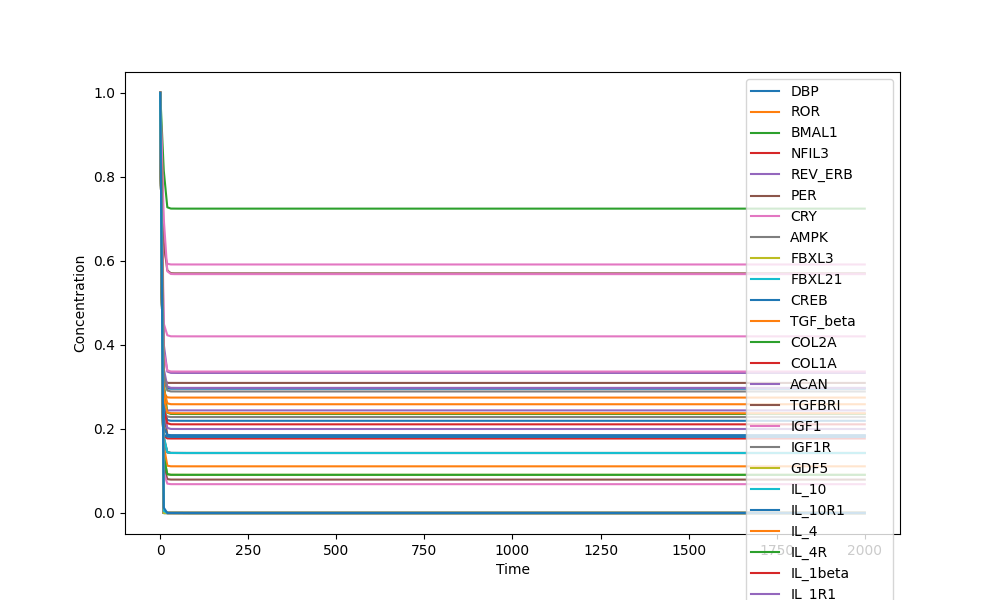 Concentration
1.0
0.8
0.6
0.4
0.2
0.0
0
250
500
750
1000
1250
1500
1750
2000
Time
DBP
ROR
BMAL1
NFIL3
REV_ERB
PER
CRY
AMPK
FBXL3
FBXL21
CREB
TGF_beta
COL2A
COL1A
ACAN
TGFBRI
IGF1
IGF1R
GDF5
IL_10
IL_10R1
IL_4
IL_4R
IL_1beta
IL_1R1